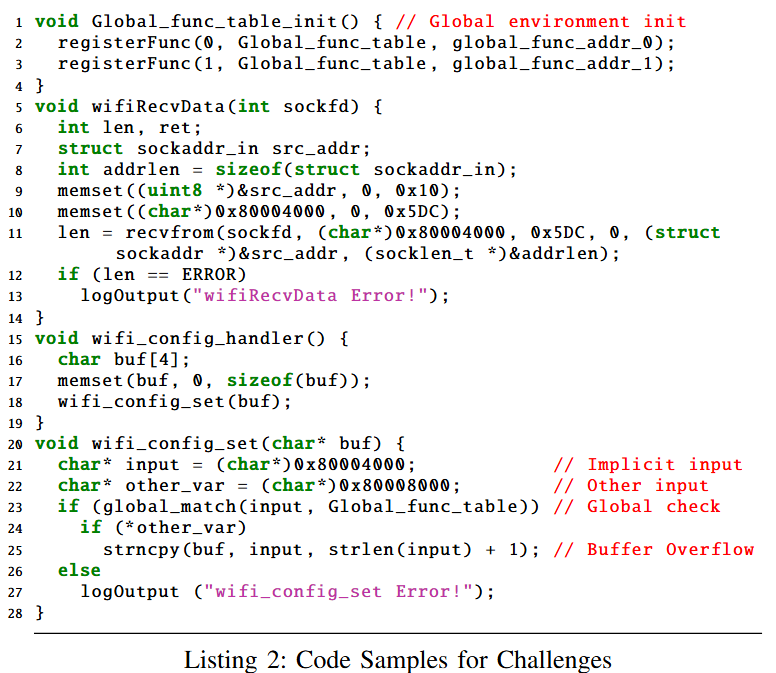 1 void Global_func_table_init() { // Global environment init
2   registerFunc(0, Global_func_table, global_func_addr_0);
3   registerFunc(1, Global_func_table, global_func_addr_1);
4 }
5 void wifiRecvData(int sockfd) {
6   int len, ret;
7   struct sockaddr_in src_addr;
8   int addrlen = sizeof(struct sockaddr_in);
9   memset((uint8 *)&src_addr, 0, 0x10);
10   memset((char*)0x80004000, 0, 0x5DC);
11   len = recvfrom(sockfd, (char*)0x80004000, 0x5DC, 0, (struct
sockaddr *)&src_addr, (socklen_t *)&addrlen);
12   if (len == ERROR)
13     logOutput("wifiRecvData Error!");
14 }
15 void wifi_config_handler() {
16   char buf[4];
17   memset(buf, 0, sizeof(buf));
18   wifi_config_set(buf);
19 }
20 void wifi_config_set(char* buf) {
21   char* input = (char*)0x80004000; // Implicit input
22   char* other_var = (char*)0x80008000; // Other input
23   if (global_match(input, Global_func_table)) // Global check
24     if (*other_var)
25       strncpy(buf, input, strlen(input) + 1); // Buffer Overflow
26   else
27     logOutput ("wifi_config_set Error!");
28 }
Listing 2: Code Samples for Challenges